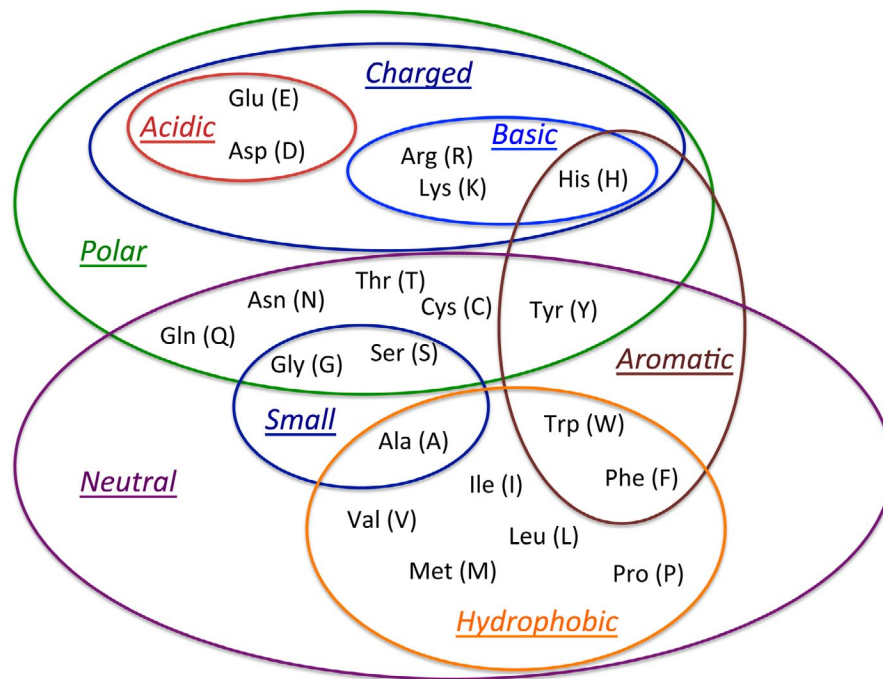 Charged
Glu (E)
Acidic
Asp (D)
Basic
Arg (R)
Lys (K)
His (H)
Polar
Thr (T)
Asn (N)
Cys (C)
Tyr (Y)
Gln (Q)
Ser (S)
Gly (G)
Aromatic
Small
Trp (W)
Ala (A)
Neutral
Ile (I)
Phe (F)
Val (V)
Leu (L)
Met (M)
Pro (P)
Hydrophobic